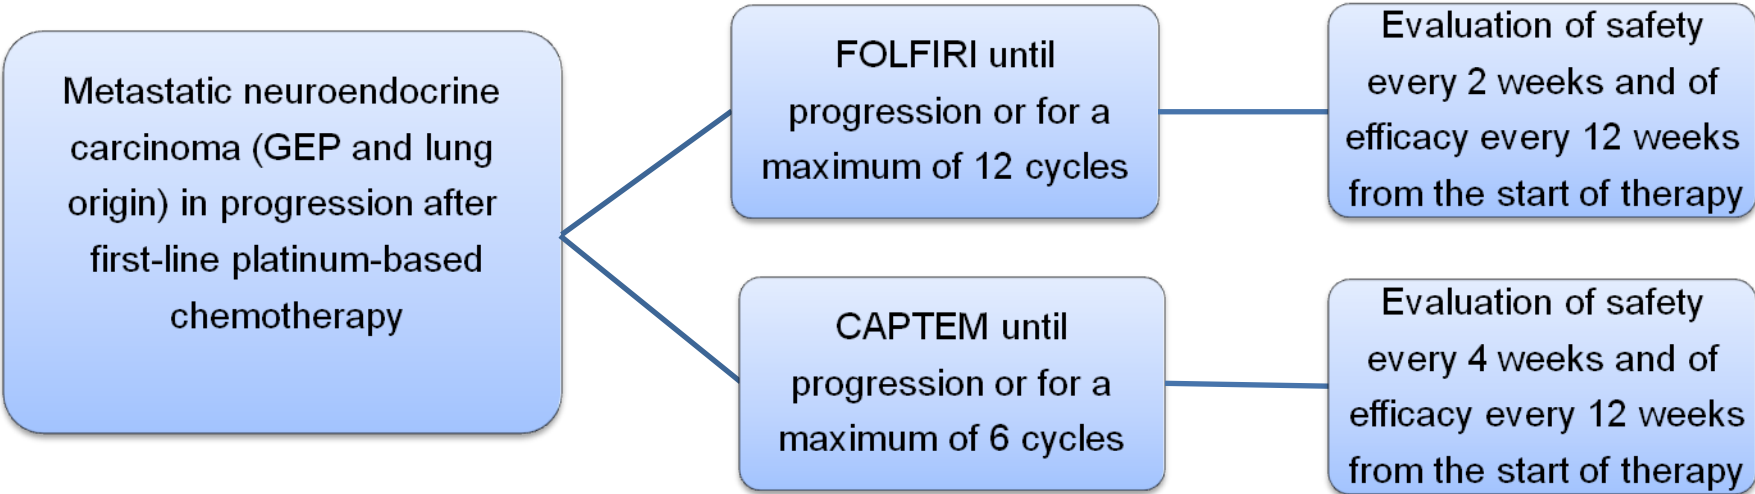 Metastatic neuroendocrine
carcinoma (GEP and lung
origin) in progression after
first-line platinum-based
chemotherapy
FOLFIRI until
progression or for a
maximum of 12 cycles
Evaluation of safety
every 2 weeks and of
efficacy every 12 weeks
from the start of therapy
CAPTEM until
progression or for a
maximum of 6 cycles
Evaluation of safety
every 4 weeks and of
efficacy every 12 weeks
from the start of therapy